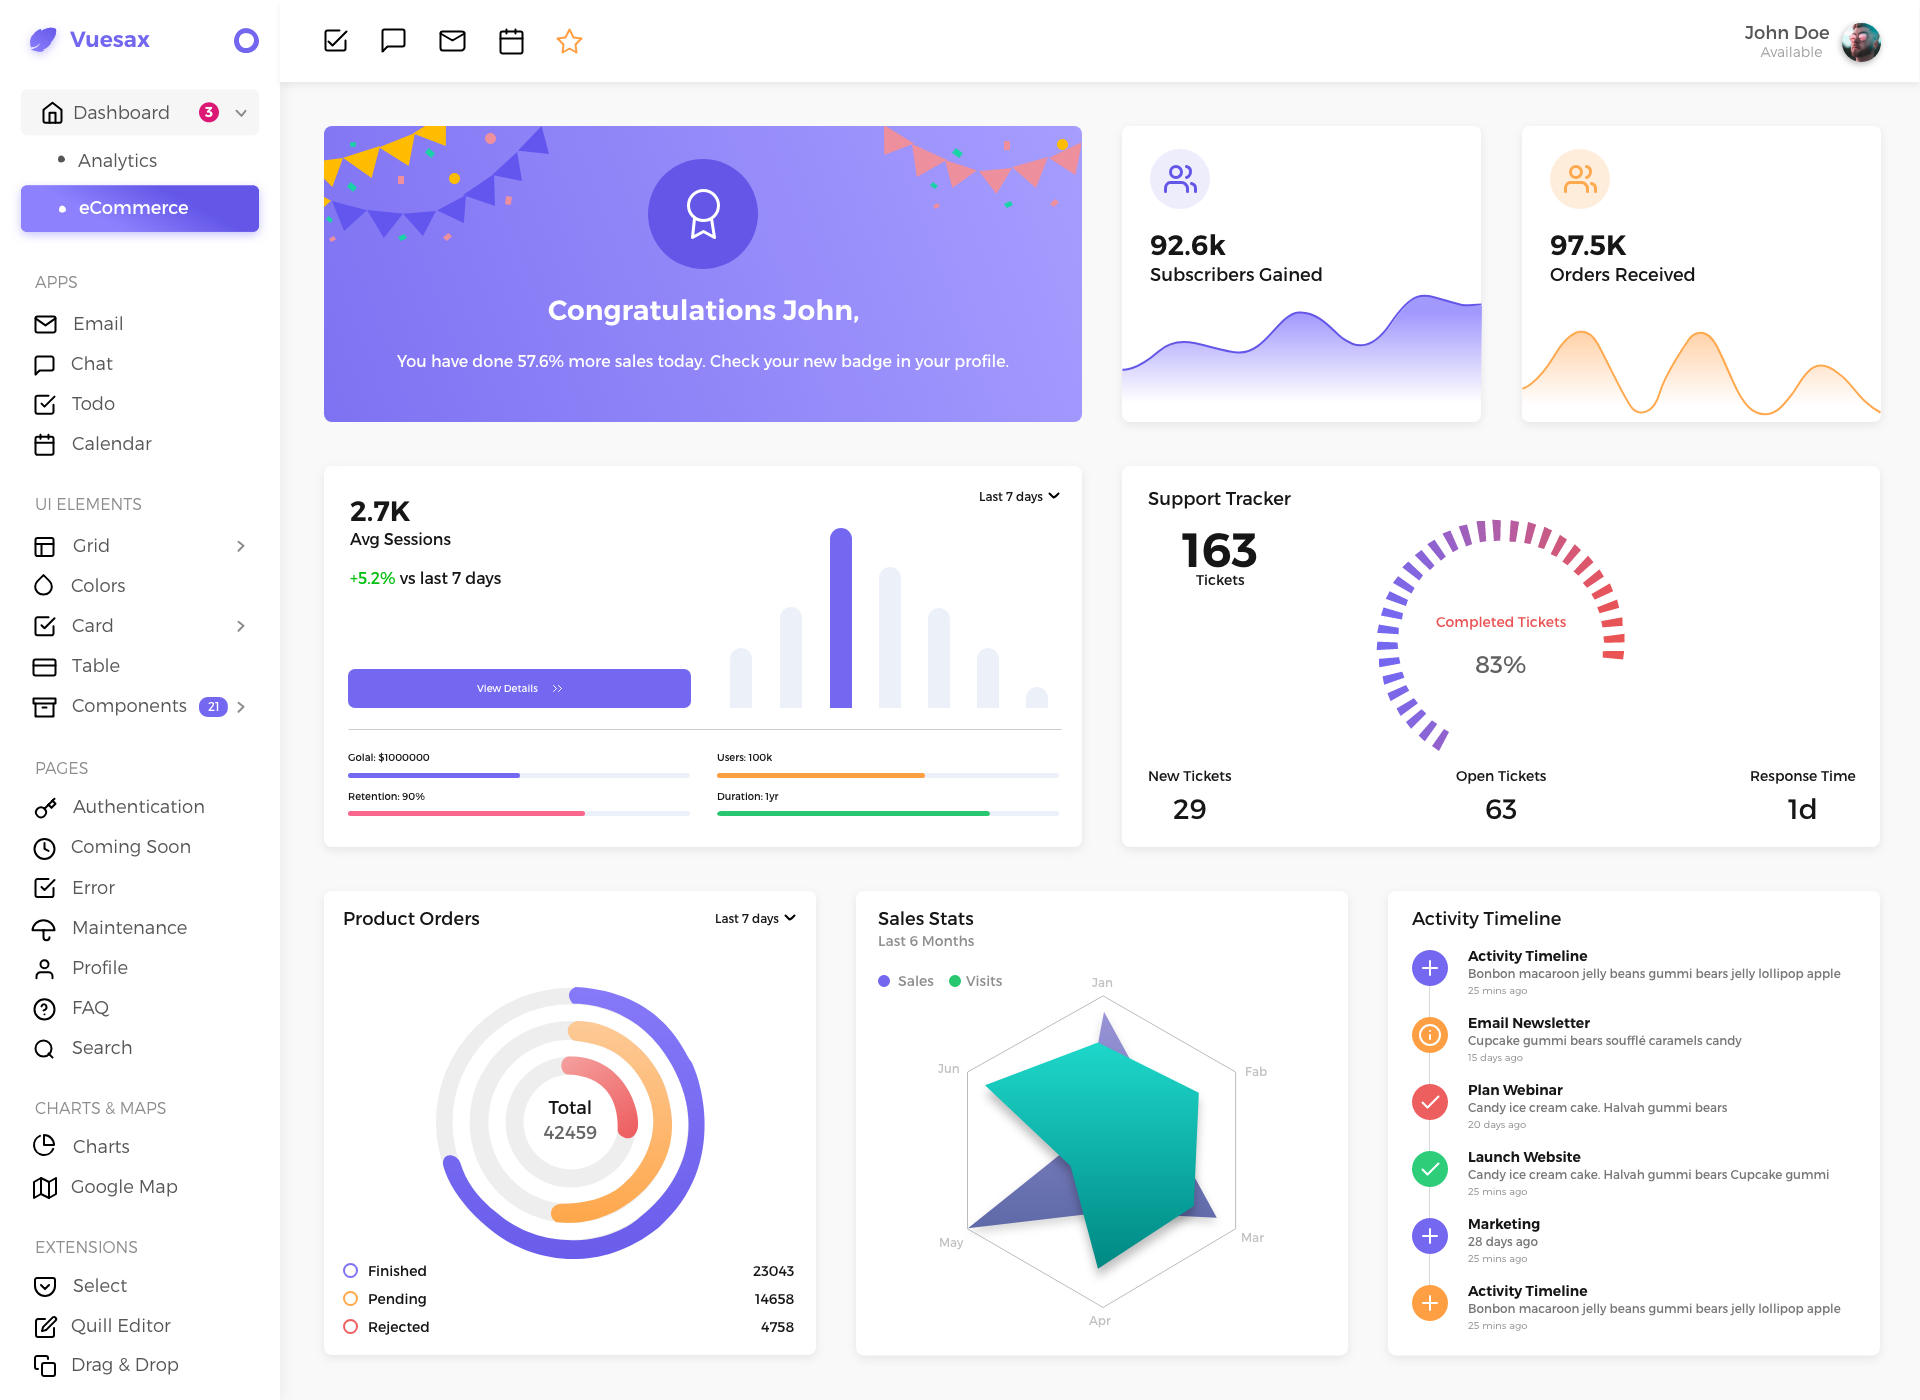 Vuesax
Dashboard 3
Analytics
eCommerce
APPS
Email
Chat
Todo
Calendar
UI ELEMENTS
Grid
Colors
Card
Table
Components 21
PAGES
Authentication
Coming Soon
Error
Maintenance
Profile
FAQ
Search
CHARTS & MAPS
Charts
Google Map
EXTENSIONS
Select
Quill Editor
Drag & Drop
John Doe
Available
Congratulations John,
You have done 57.6% more sales today. Check your new badge in your profile.
92.6k
Subscribers Gained
97.5K
Orders Received
2.7K
Avg Sessions
+5.2% vs last 7 days
Last 7 days
View Details
Golal: $1000000
Users: 100k
Retention: 90%
Duration: 1yr
Support Tracker
163
Tickets
Completed Tickets
83%
New Tickets
29
Open Tickets
63
Response Time
1d
Product Orders
Last 7 days
Total
42459
Finished 23043
Pending 14658
Rejected 4758
Sales Stats
Last 6 Months
Sales Visits
Jan
Fab
Mar
Apr
May
Jun
Activity Timeline
Activity Timeline
Bonbon macaroon jelly beans gummi bears jelly lollipop apple
25 mins ago
Email Newsletter
Cupcake gummi bears soufflé caramels candy
15 days ago
Plan Webinar
Candy ice cream cake. Halvah gummi bears
20 days ago
Launch Website
Candy ice cream cake. Halvah gummi bears Cupcake gummi
25 mins ago
Marketing
28 days ago
25 mins ago
Activity Timeline
Bonbon macaroon jelly beans gummi bears jelly lollipop apple
25 mins ago